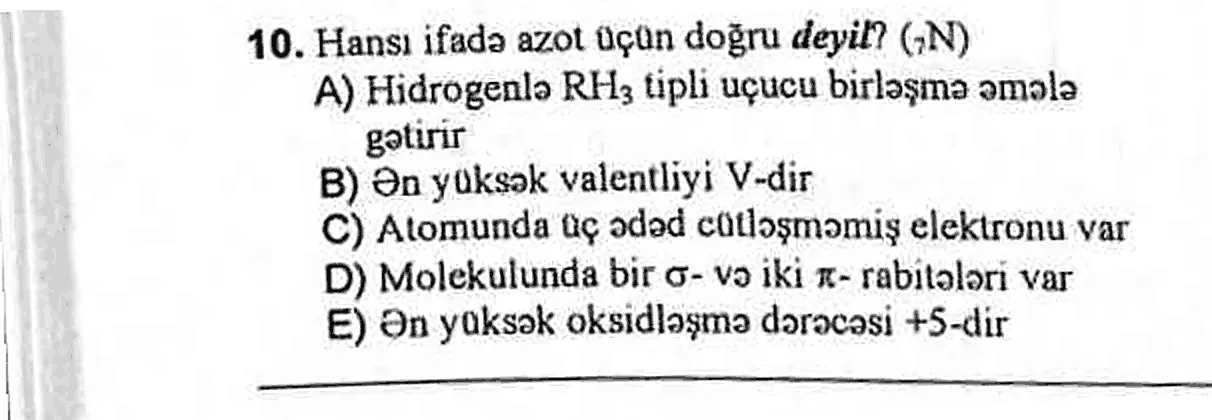 10. Hansı ifadə azot üçün doğru deyil? (₇N)
A) Hidrogenlə RH₃ tipli uçucu birləşmə əmələ
gətirir
B) Ən yüksək valentliyi V-dir
C) Atomunda üç ədəd cütləşməmiş elektronu var
D) Molekulunda bir σ- və iki π- rabitələri var
E) Ən yüksək oksidləşmə dərəcəsi +5-dir